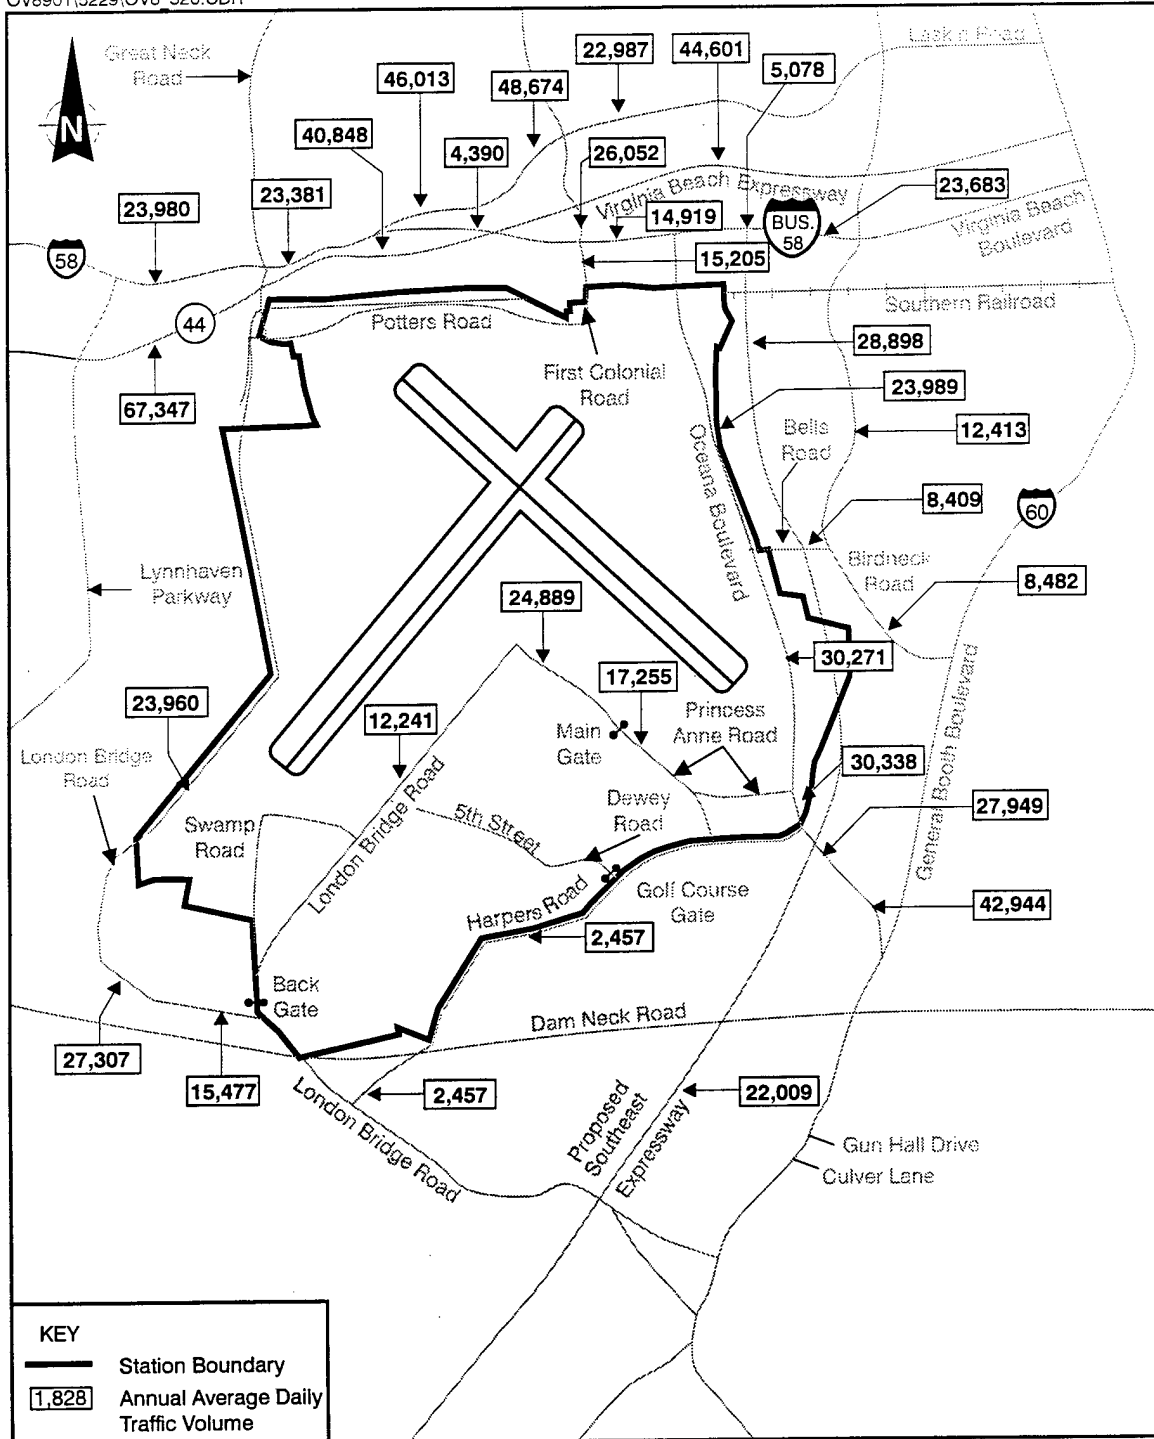 Great Neck
Road
46,013
48,674
22,987
44,601
5,078
Laskin Road
N
40,848
4,390
26,052
23,980
23,381
Virginia Beach Expressway
23,683
14,919
BUS.
58
Virginia Beach
Boulevard
58
15,205
Southern Railroad
44
Potters Road
28,898
67,347
First Colonial
Road
23,989
Bells
Road
12,413
Oceana Boulevard
8,409
60
Lynnhaven
Parkway
Birdneck
Road
8,482
24,889
30,271
23,960
17,255
12,241
Main
Gate
Princess
Anne Road
General Booth Boulevard
London Bridge
Road
30,338
27,949
Swamp
Road
London Bridge Road
5th Street
Dewey
Road
Harpers Road
Golf Course
Gate
42,944
2,457
Back
Gate
Dam Neck Road
27,307
15,477
2,457
22,009
London Bridge Road
Proposed
Southeast
Expressway
Gun Hall Drive
Culver Lane
KEY
Station Boundary
1,828
Annual Average Daily
Traffic Volume